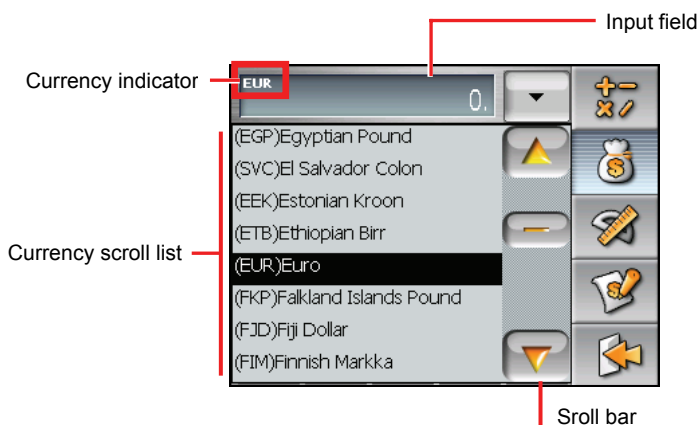 Input field
Currency indicator
EUR
0.
(EGP)Egyptian Pound
(SVC)El Salvador Colon
(EEK)Estonian Kroon
(ETB)Ethiopian Birr
Currency scroll list
(EUR)Euro
(FKP)Falkland Islands Pound
(FJD)Fiji Dollar
(FIM)Finnish Markka
Sroll bar